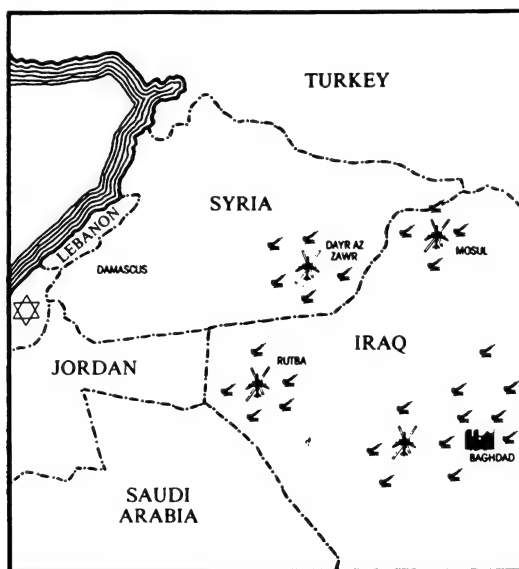 TURKEY
SYRIA
LEBANON
DAMASCUS
DAYR AZ
ZAWR
MOSUL
IRAQ
JORDAN
RUTBA
BAGHDAD
SAUDI
ARABIA